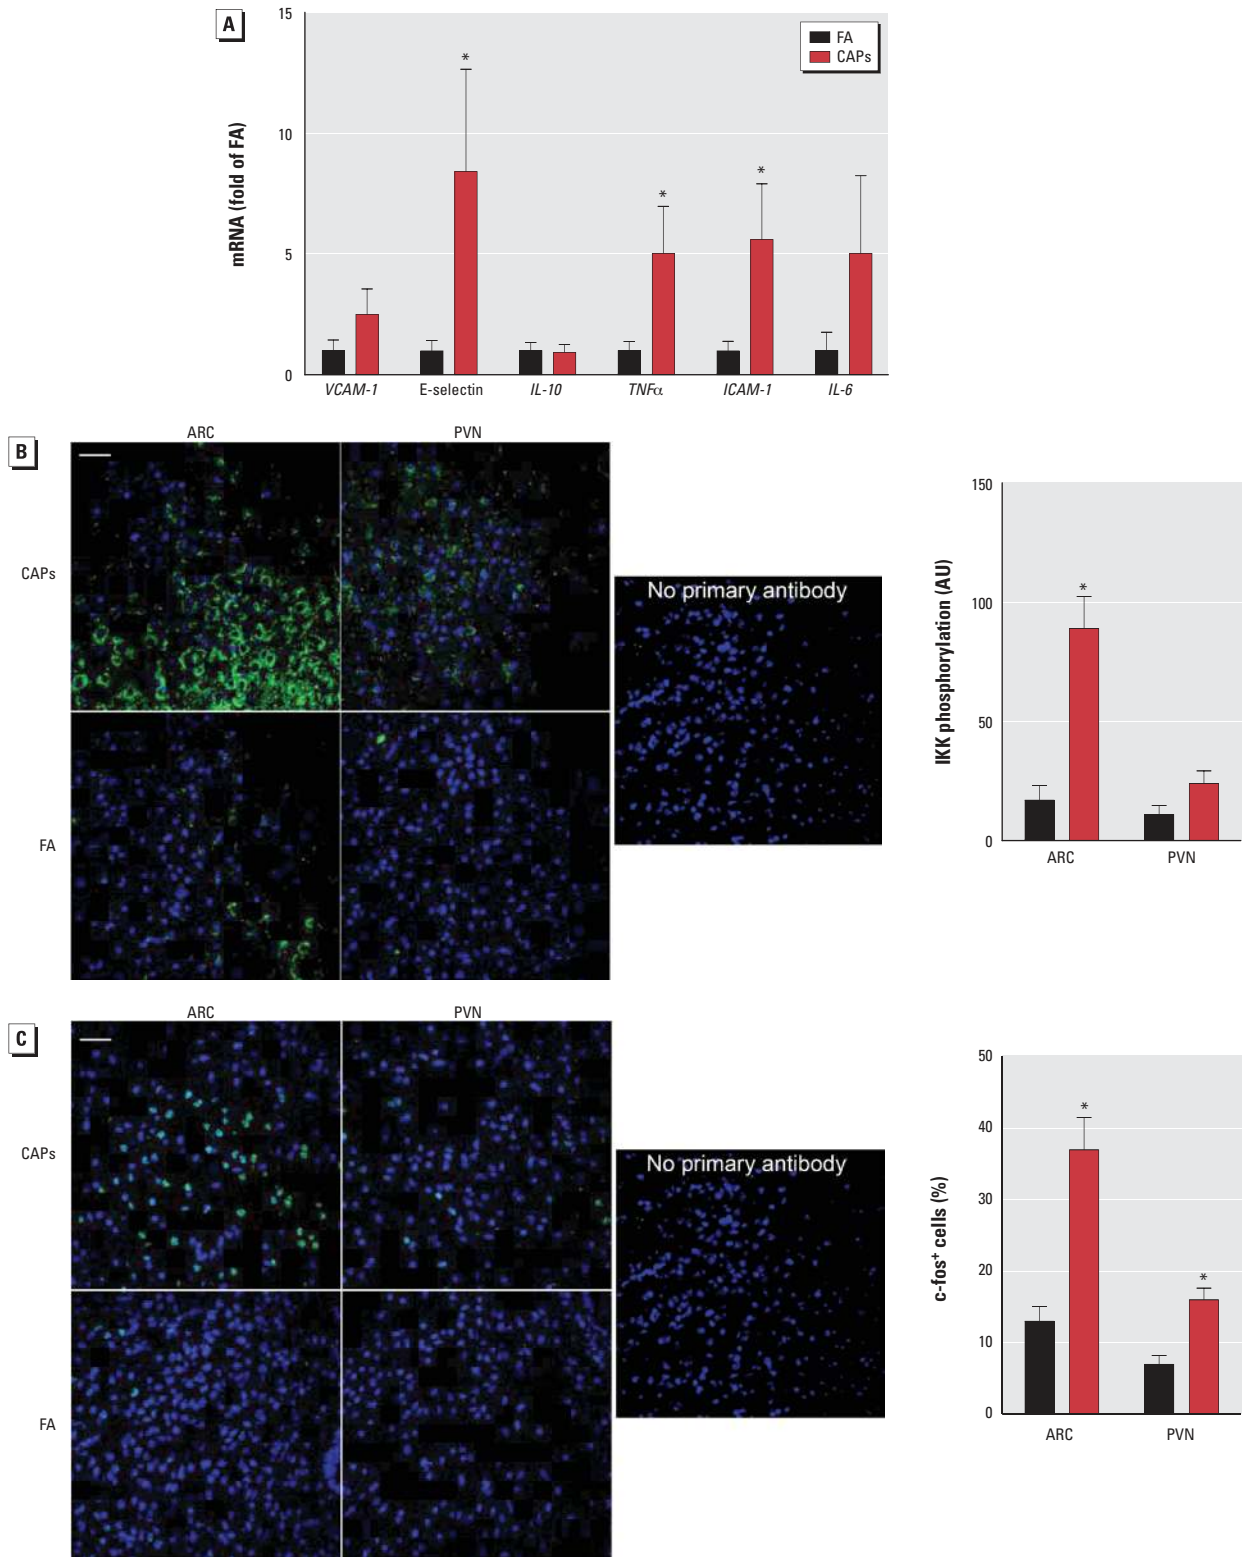 A
15
10
5
0
mRNA (fold of FA)
FA
CAPs
*
*
*
VCAM-1 E-selectin IL-10 TNFα ICAM-1 IL-6
B
ARC PVN
CAPs
FA
No primary antibody
150
100
50
0
IKK phosphorylation (AU)
*
ARC PVN
C
ARC PVN
CAPs
FA
No primary antibody
50
40
30
20
10
0
c-fos⁺ cells (%)
*
*
ARC PVN